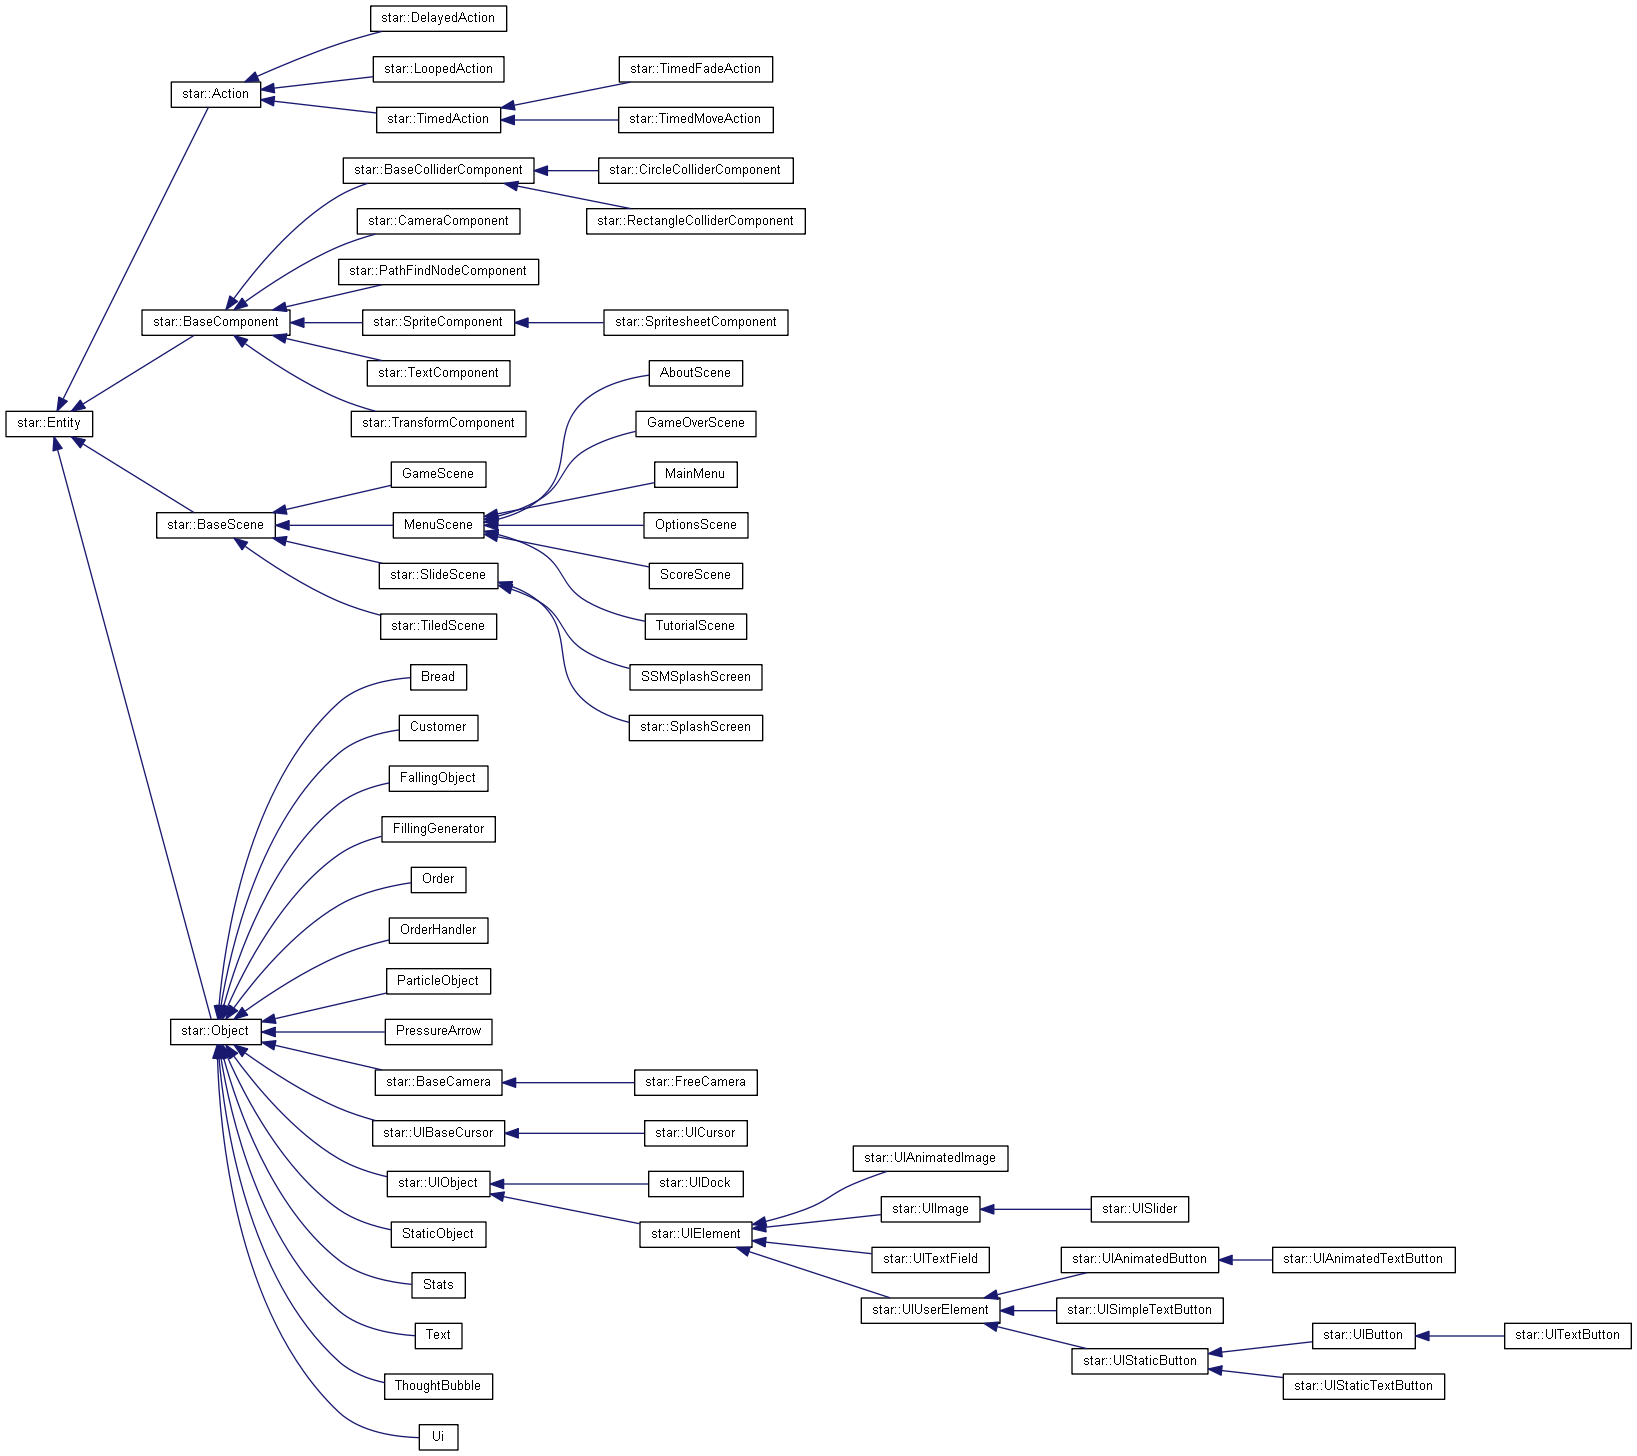 star::DelayedAction
star::LoopedAction
star::TimedFadeAction
star::Action
star::TimedAction
star::TimedMoveAction
star::BaseColliderComponent
star::CircleColliderComponent
star::CameraComponent
star::RectangleColliderComponent
star::PathFindNodeComponent
star::BaseComponent
star::SpriteComponent
star::SpritesheetComponent
star::TextComponent
AboutScene
star::Entity
star::TransformComponent
GameOverScene
GameScene
MainMenu
star::BaseScene
MenuScene
OptionsScene
star::SlideScene
ScoreScene
star::TiledScene
TutorialScene
Bread
SSMSplashScreen
Customer
star::SplashScreen
FallingObject
FillingGenerator
Order
OrderHandler
ParticleObject
star::Object
PressureArrow
star::BaseCamera
star::FreeCamera
star::UIBaseCursor
star::UICursor
star::UIAnimatedImage
star::UIObject
star::UIDock
star::UIImage
star::UISlider
StaticObject
star::UIElement
star::UITextField
star::UIAnimatedButton
star::UIAnimatedTextButton
Stats
star::UIUserElement
star::UISimpleTextButton
Text
star::UIButton
star::UITextButton
star::UIStaticButton
ThoughtBubble
star::UIStaticTextButton
Ui